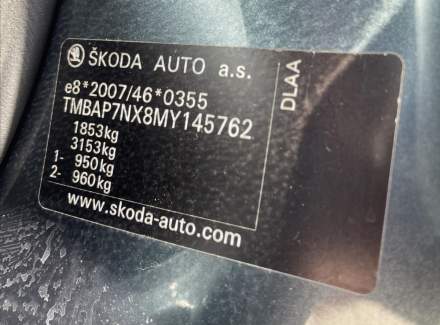 ŠKODA AUTO a.s.
e8*2007/46*0355
TMBAP7NX8MY145762
1853kg
3153kg
1- 950kg
2- 960kg
www.skoda-auto.com
DLAA